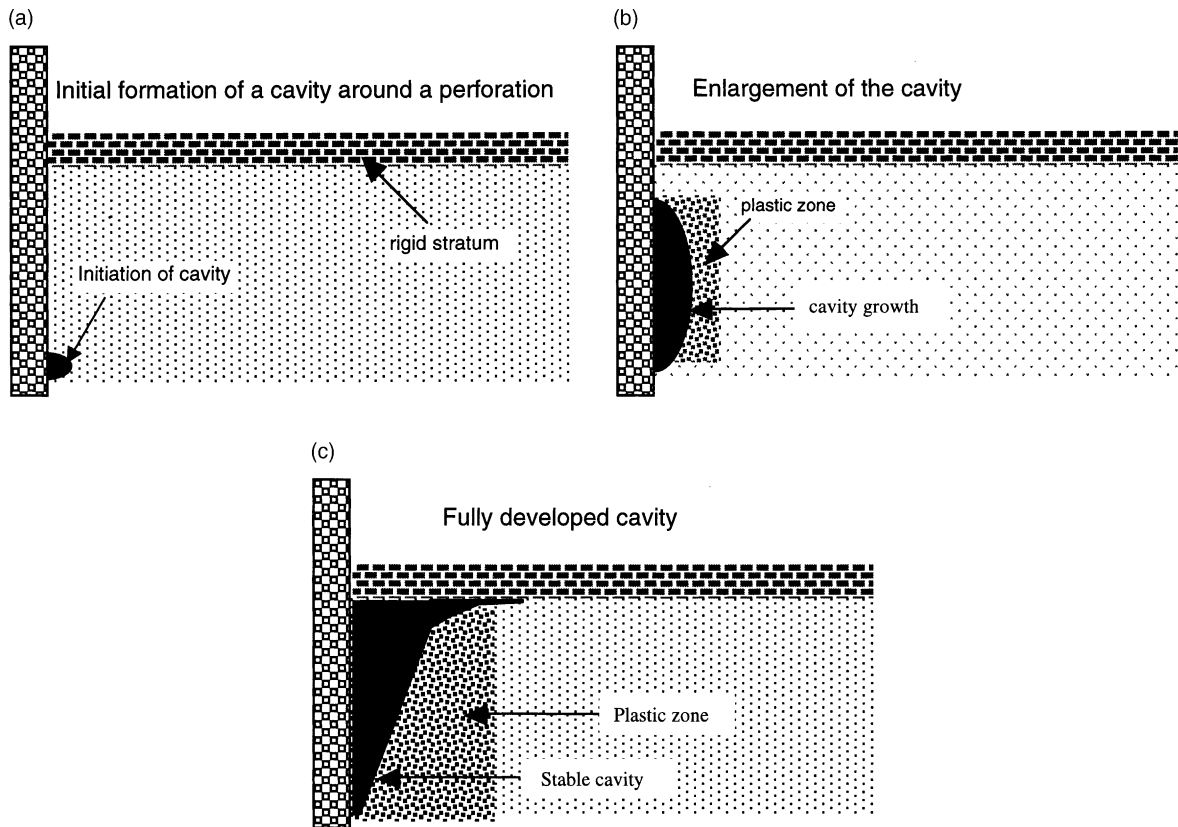 (a)
Initial formation of a cavity around a perforation
rigid stratum
Initiation of cavity
(b)
Enlargement of the cavity
plastic zone
cavity growth
(c)
Fully developed cavity
Plastic zone
Stable cavity